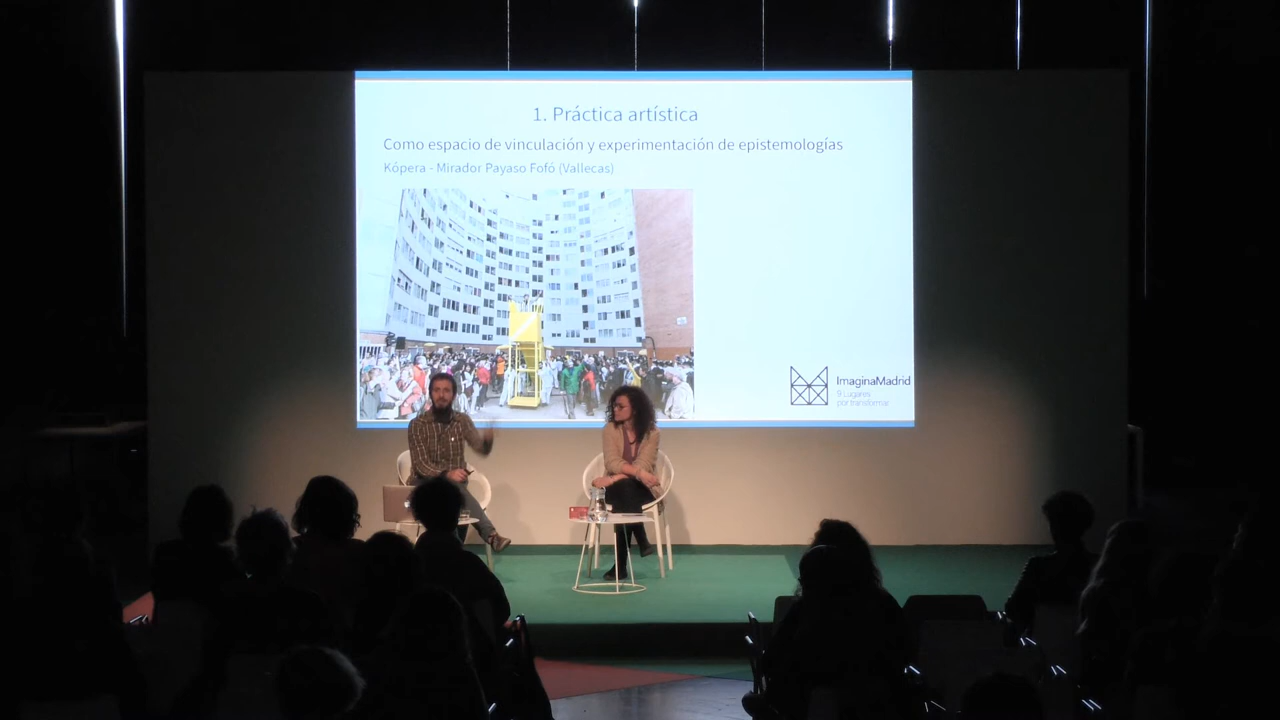 1. Práctica artística
Como espacio de vinculación y experimentación de epistemologías
Kópera - Mirador Payaso Fofó (Vallecas)
ImaginaMadrid
9 Lugares
por transformar